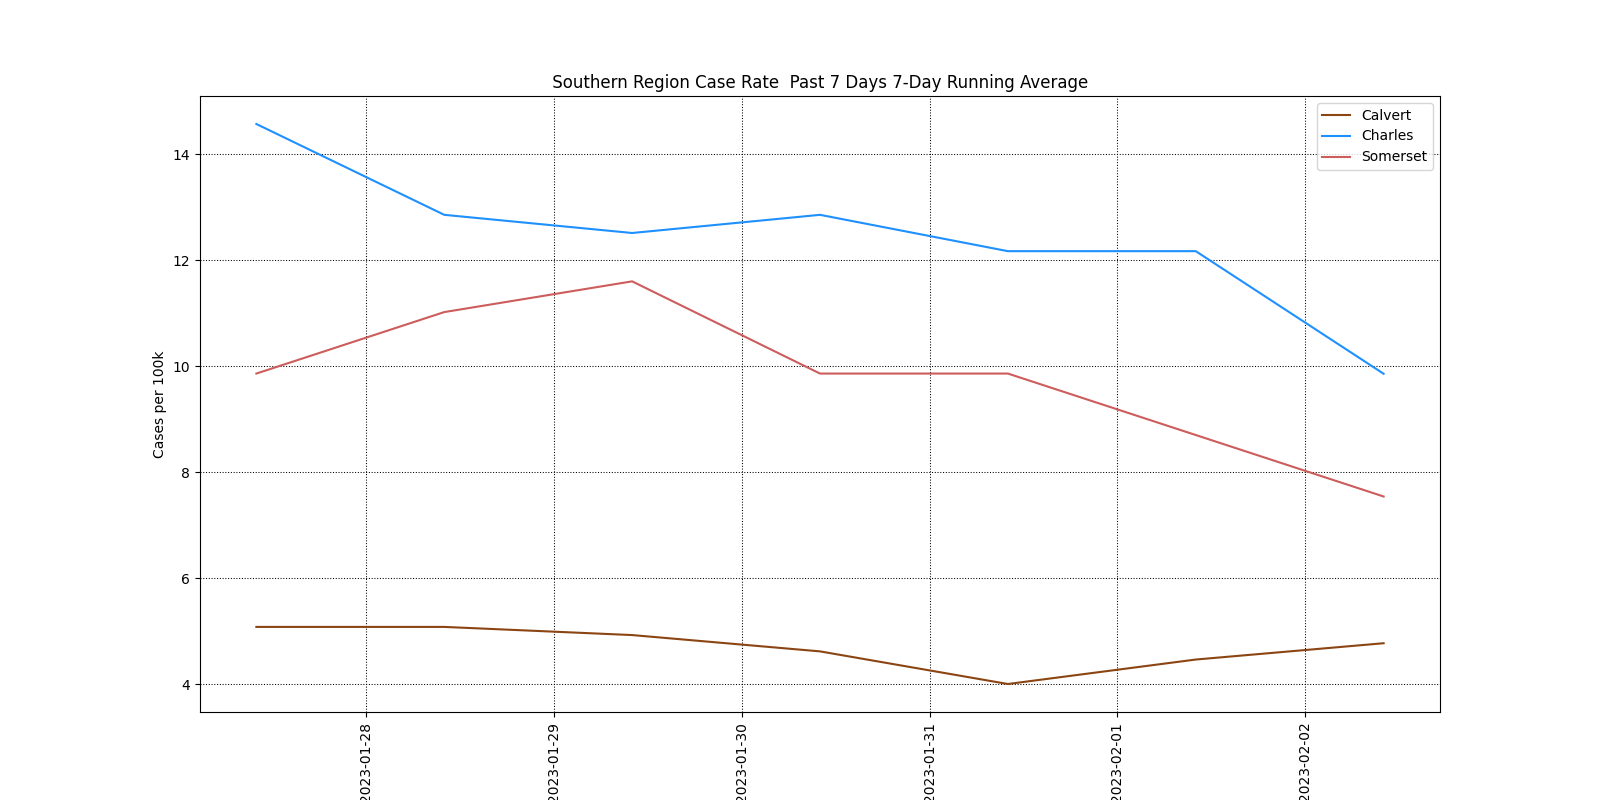 Southern Region Case Rate  Past 7 Days 7-Day Running Average
Calvert
Charles
Somerset
Cases per 100k
14
12
10
8
6
4
2023-01-28
2023-01-29
2023-01-30
2023-01-31
2023-02-01
2023-02-02